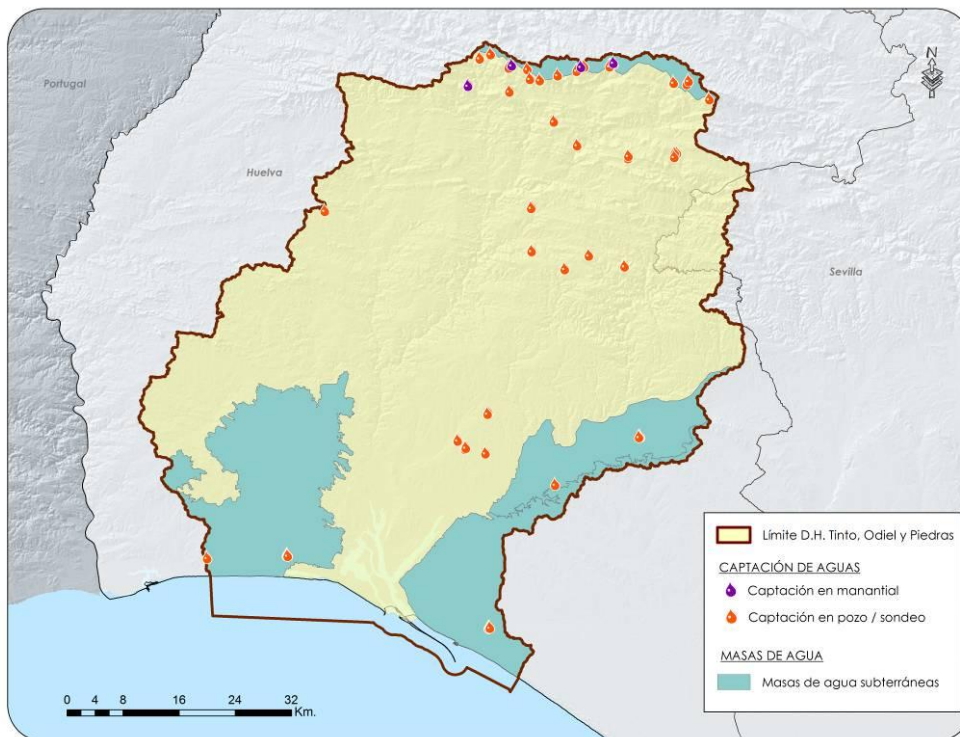 Portugal
N
Huelva
Sevilla
Límite D.H. Tinto, Odiel y Piedras
CAPTACIÓN DE AGUAS
Captación en manantial
Captación en pozo / sondeo
MASAS DE AGUA
Masas de agua subterráneas
0 4 8 16 24 32
Km.